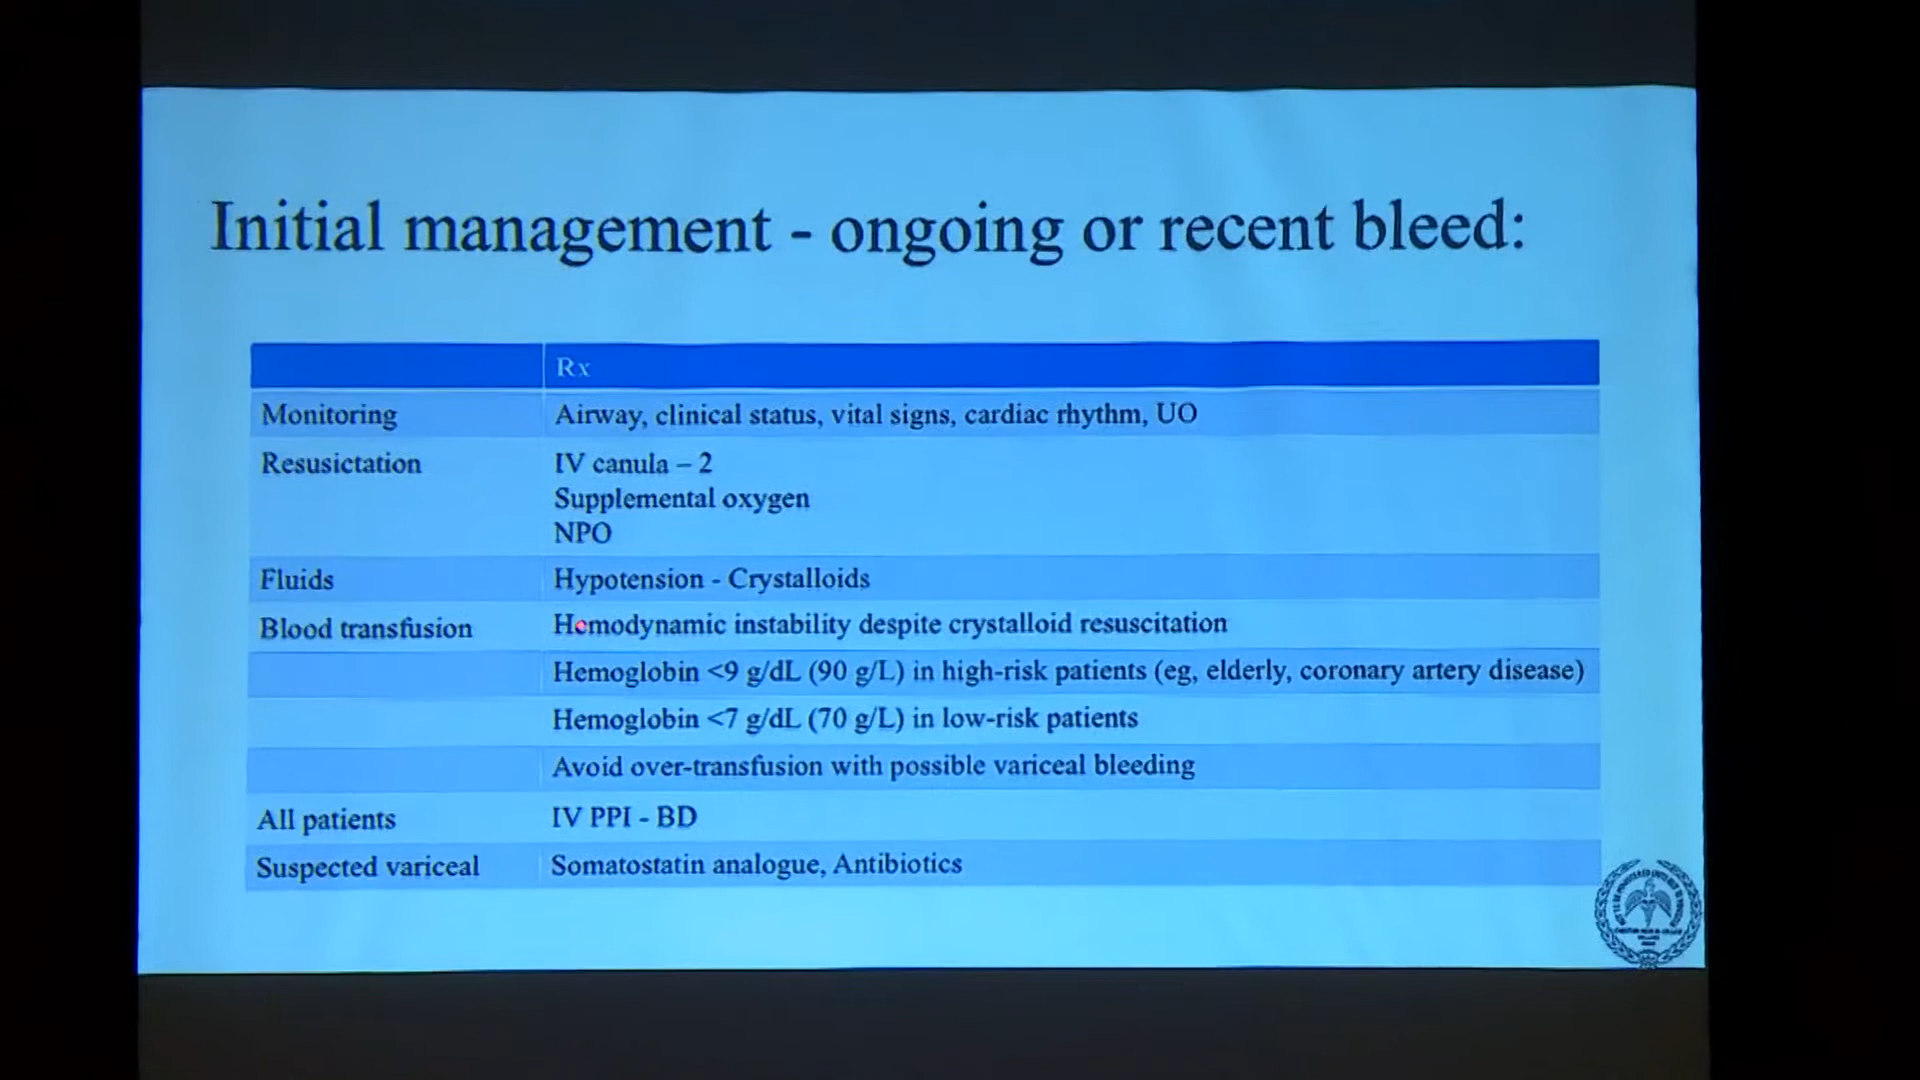 Initial management - ongoing or recent bleed:
Rx
Monitoring Airway, clinical status, vital signs, cardiac rhythm, UO
Resusictation IV canula – 2
Supplemental oxygen
NPO
Fluids Hypotension - Crystalloids
Blood transfusion Hemodynamic instability despite crystalloid resuscitation
Hemoglobin <9 g/dL (90 g/L) in high-risk patients (eg, elderly, coronary artery disease)
Hemoglobin <7 g/dL (70 g/L) in low-risk patients
Avoid over-transfusion with possible variceal bleeding
All patients IV PPI - BD
Suspected variceal Somatostatin analogue, Antibiotics